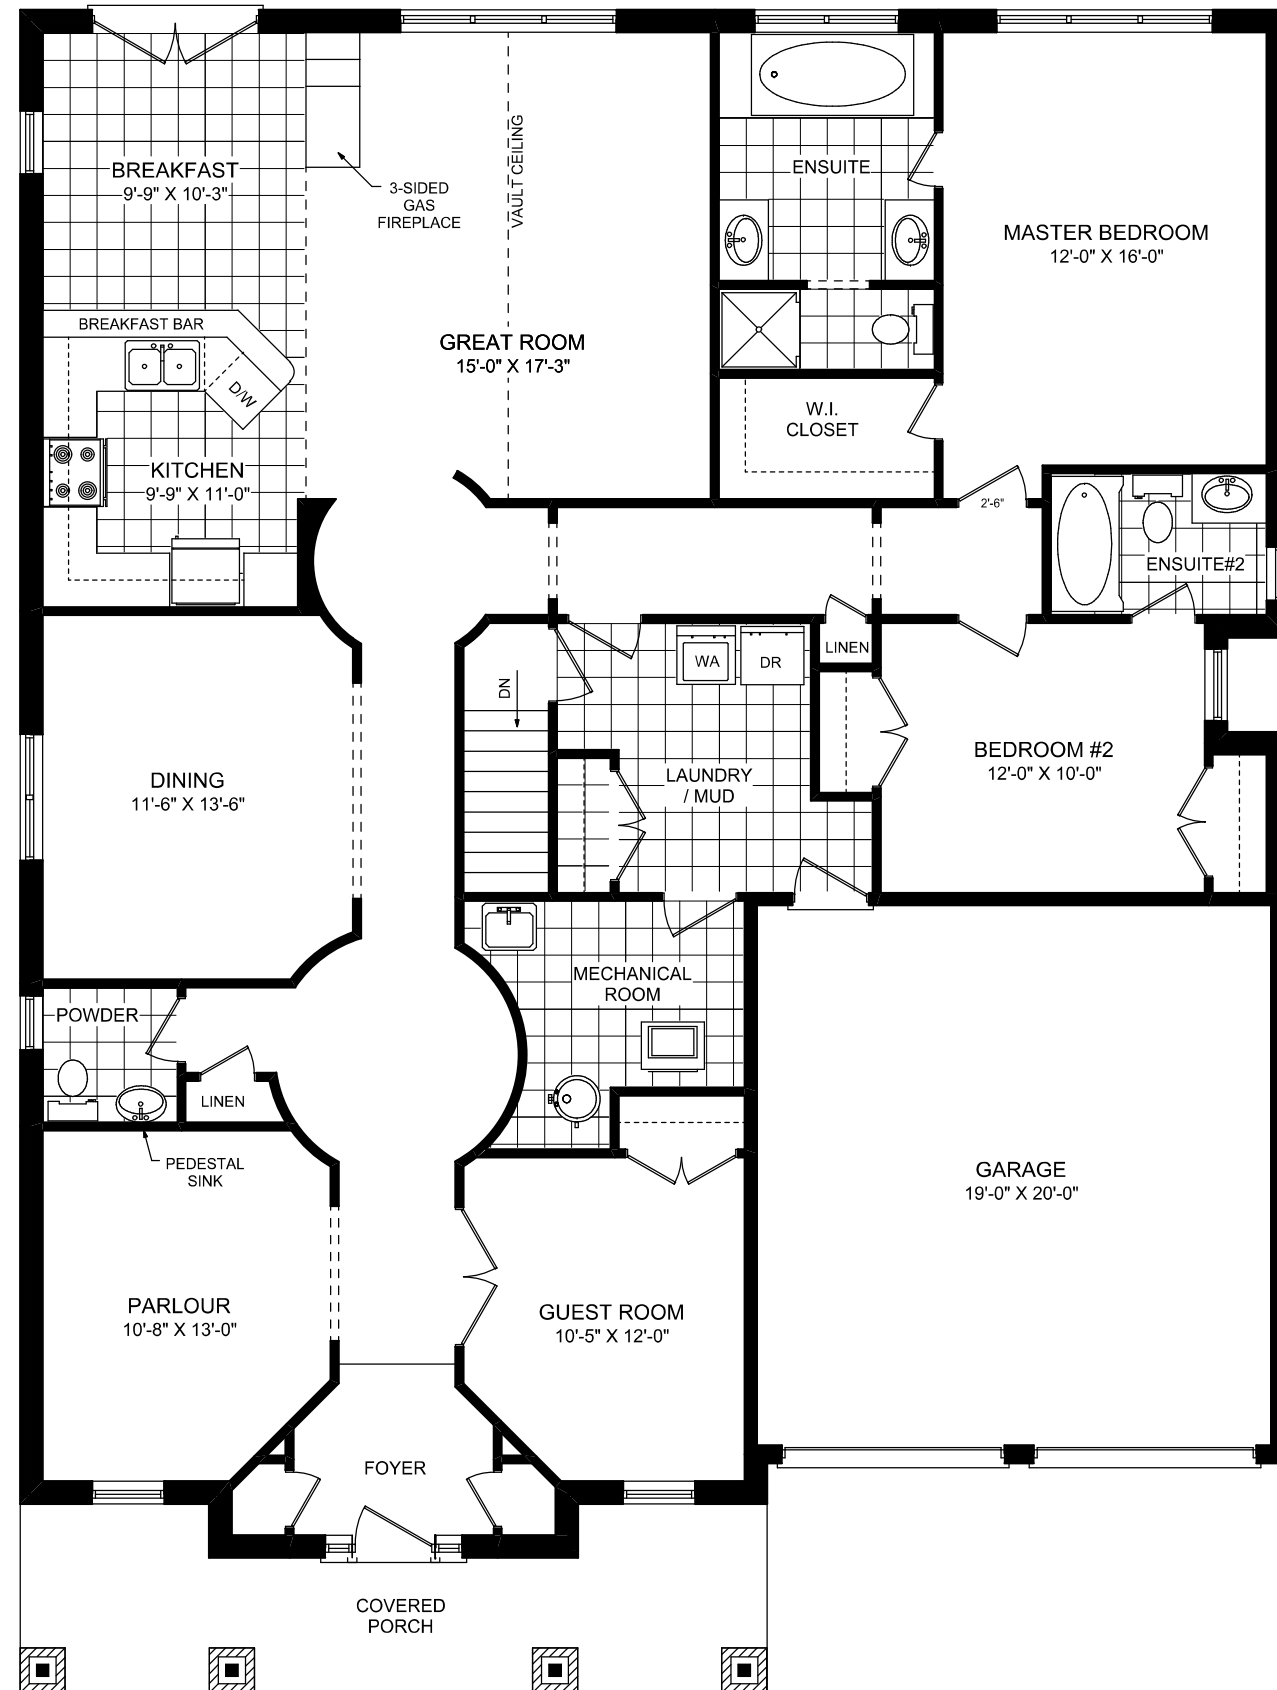 BREAKFAST
9'-9" X 10'-3"
3-SIDED
GAS
FIREPLACE
VAULT CEILING
ENSUITE
MASTER BEDROOM
12'-0" X 16'-0"
BREAKFAST BAR
D/W
GREAT ROOM
15'-0" X 17'-3"
W.I.
CLOSET
KITCHEN
9'-9" X 11'-0"
2'-6"
ENSUITE#2
WA
DR
LINEN
DN
BEDROOM #2
12'-0" X 10'-0"
DINING
11'-6" X 13'-6"
LAUNDRY
/ MUD
MECHANICAL
ROOM
POWDER
LINEN
PEDESTAL
SINK
GARAGE
19'-0" X 20'-0"
PARLOUR
10'-8" X 13'-0"
GUEST ROOM
10'-5" X 12'-0"
FOYER
COVERED
PORCH